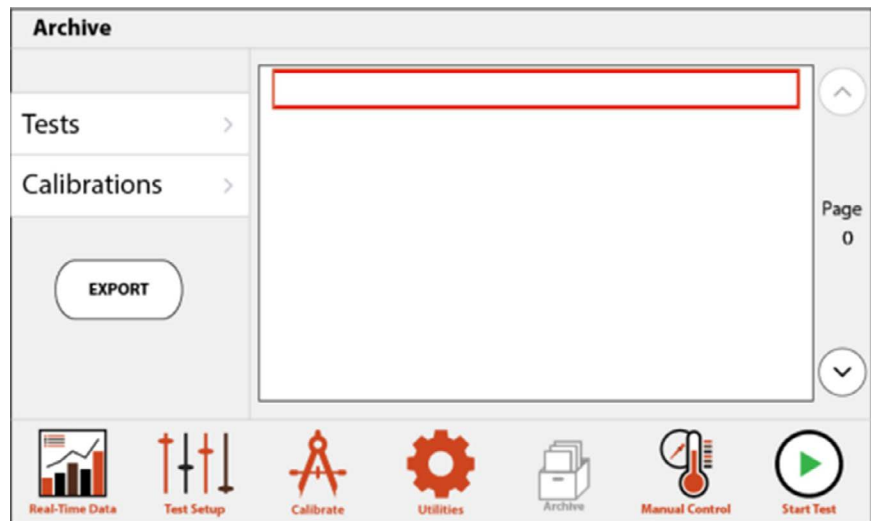 Archive
Tests
Calibrations
EXPORT
Page
0
Real-Time Data
Test Setup
Calibrate
Utilities
Archive
Manual Control
Start Test